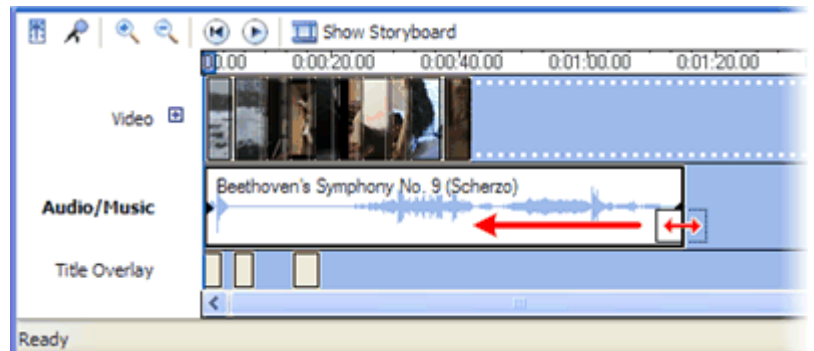 Show Storyboard
0.00 0:00:20.00 0:00:40.00 0:01:00.00 0:01:20.00
Video
Beethoven's Symphony No. 9 (Scherzo)
Audio/Music
Title Overlay
Ready